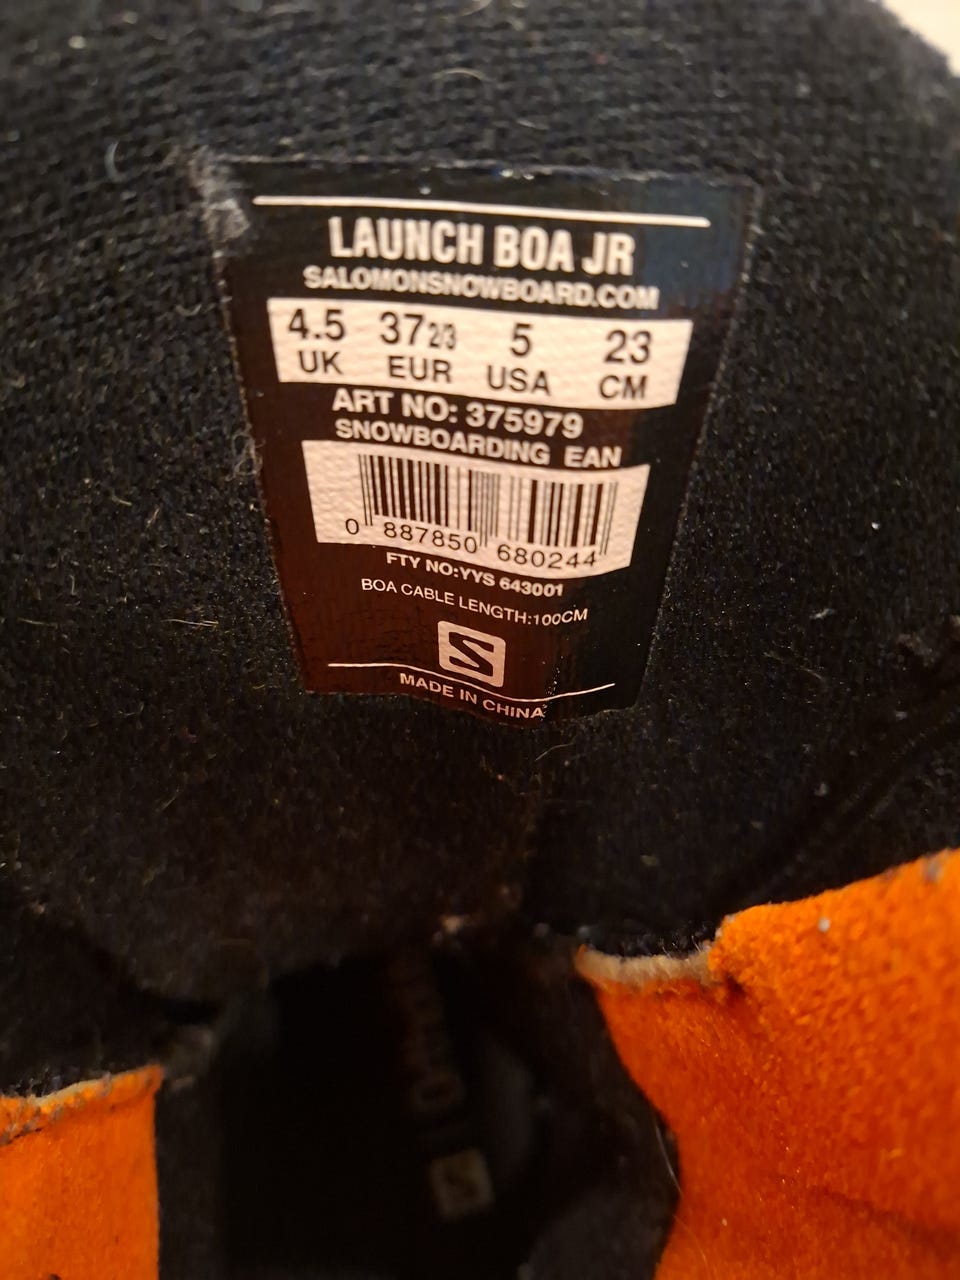 LAUNCH BOA JR
SALOMONSNOWBOARD.COM
4.5 37 2/3 5 23
UK EUR USA CM
ART NO: 375979
SNOWBOARDING EAN
0 887850 680244
FTY NO:YYS 643001
BOA CABLE LENGTH:100CM
S
MADE IN CHINA